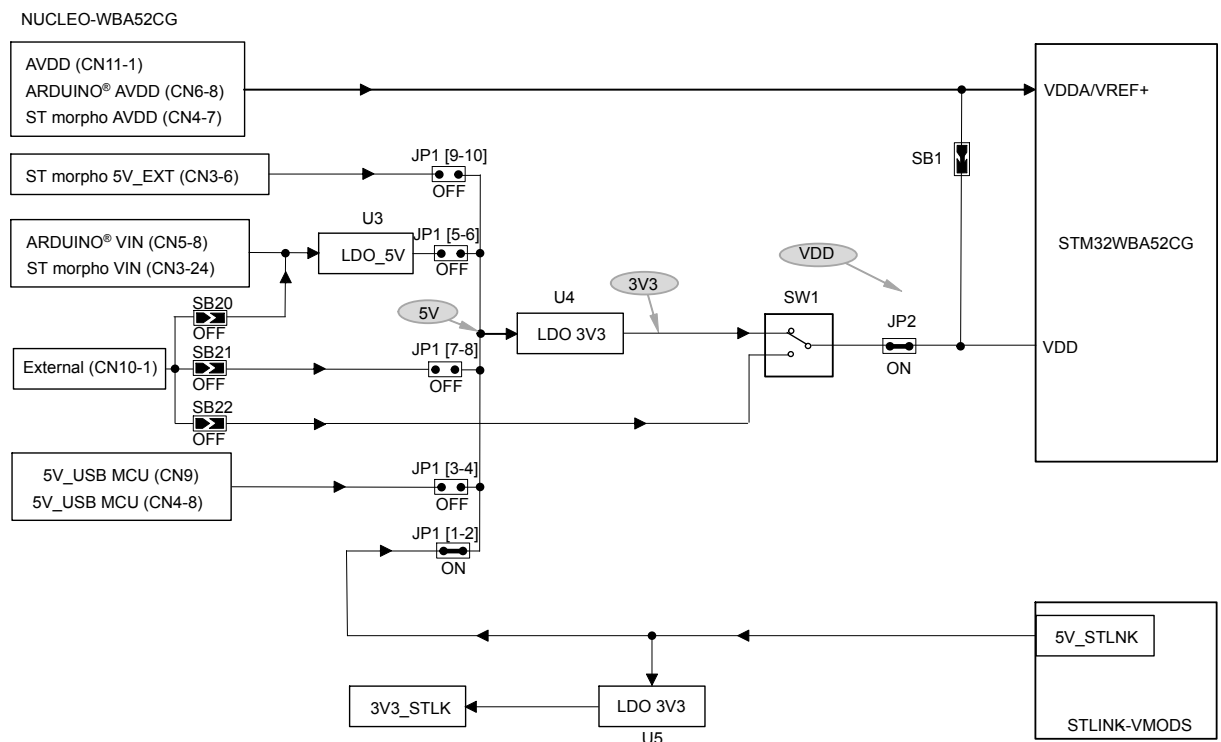 NUCLEO-WBA52CG
AVDD (CN11-1)
ARDUINO® AVDD (CN6-8)
ST morpho AVDD (CN4-7)
VDDA/VREF+
JP1 [9-10]
SB1
ST morpho 5V_EXT (CN3-6)
OFF
U3
ARDUINO® VIN (CN5-8)
ST morpho VIN (CN3-24)
LDO_5V
JP1 [5-6]
OFF
STM32WBA52CG
VDD
3V3
SB20
OFF
5V
U4
LDO 3V3
SW1
JP2
ON
VDD
External (CN10-1)
SB21
OFF
JP1 [7-8]
OFF
SB22
OFF
5V_USB MCU (CN9)
5V_USB MCU (CN4-8)
JP1 [3-4]
OFF
JP1 [1-2]
ON
5V_STLNK
3V3_STLK
LDO 3V3
U5
STLINK-VMODS